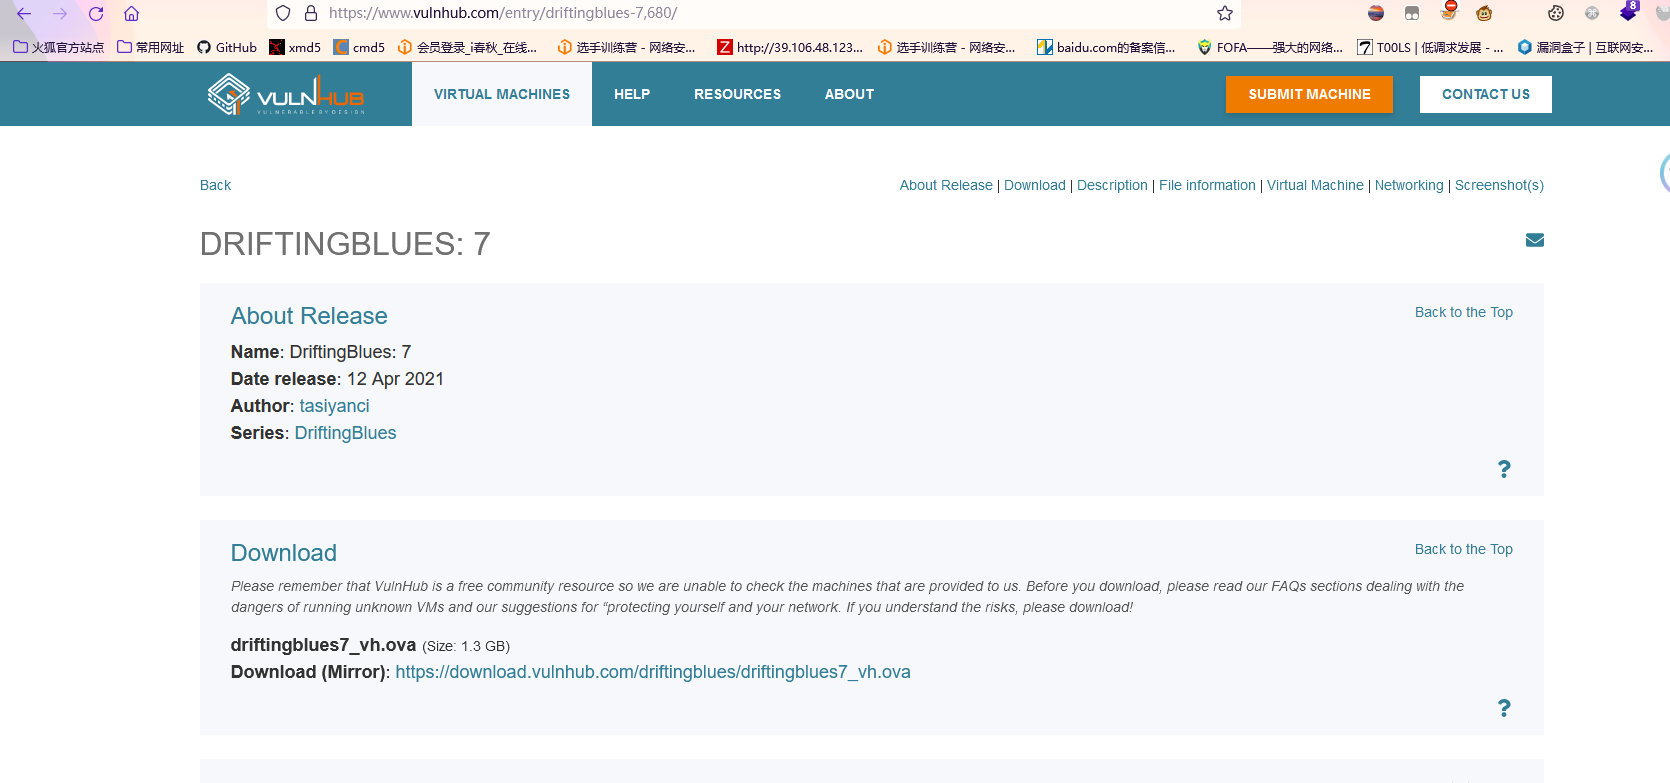 https://www.vulnhub.com/entry/driftingblues-7,680/
8
火狐官方站点 常用网址 GitHub xmd5 cmd5 会员登录_i春秋_在线... 选手训练营 - 网络安... http://39.106.48.123... 选手训练营 - 网络安... baidu.com的备案信... FOFA——强大的网络... T00LS | 低调求发展 - ... 漏洞盒子 | 互联网安...
VULNHUB VIRTUAL MACHINES HELP RESOURCES ABOUT SUBMIT MACHINE CONTACT US
VULNERABLE BY DESIGN
Back About Release | Download | Description | File information | Virtual Machine | Networking | Screenshot(s)
DRIFTINGBLUES: 7
About Release Back to the Top
Name: DriftingBlues: 7
Date release: 12 Apr 2021
Author: tasiyanci
Series: DriftingBlues
?
Download Back to the Top
Please remember that VulnHub is a free community resource so we are unable to check the machines that are provided to us. Before you download, please read our FAQs sections dealing with the
dangers of running unknown VMs and our suggestions for “protecting yourself and your network. If you understand the risks, please download!
driftingblues7_vh.ova (Size: 1.3 GB)
Download (Mirror): https://download.vulnhub.com/driftingblues/driftingblues7_vh.ova
?